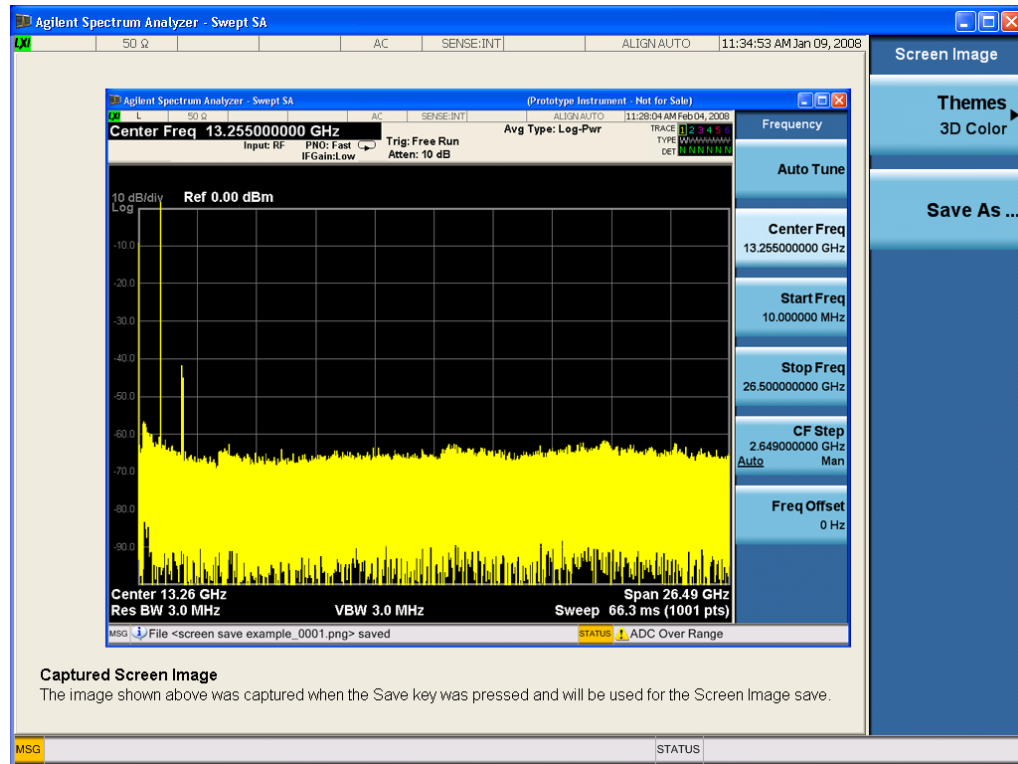 Agilent Spectrum Analyzer - Swept SA
LXI 50 Ω AC SENSE:INT ALIGN AUTO 11:34:53 AM Jan 09, 2008
Screen Image
Themes
3D Color
Save As ...
Agilent Spectrum Analyzer - Swept SA (Prototype Instrument - Not for Sale)
LXI L 50 Ω AC SENSE:INT ALIGN AUTO 11:28:04 AM Feb 04, 2008
Center Freq 13.255000000 GHz
Input: RF PNO: Fast
IFGain:Low
Trig: Free Run
Atten: 10 dB
Avg Type: Log-Pwr
TRACE 1 2 3 4 5 6
TYPE WWWWWW
DET N N N N N N
10 dB/div Ref 0.00 dBm
Log
-10.0
-20.0
-30.0
-40.0
-50.0
-60.0
-70.0
-80.0
-90.0
Center 13.26 GHz Span 26.49 GHz
Res BW 3.0 MHz VBW 3.0 MHz Sweep 66.3 ms (1001 pts)
Frequency
Auto Tune
Center Freq
13.255000000 GHz
Start Freq
10.000000 MHz
Stop Freq
26.500000000 GHz
CF Step
2.649000000 GHz
Auto Man
Freq Offset
0 Hz
MSG File <screen save example_0001.png> saved STATUS ADC Over Range
Captured Screen Image
The image shown above was captured when the Save key was pressed and will be used for the Screen Image save.
MSG STATUS